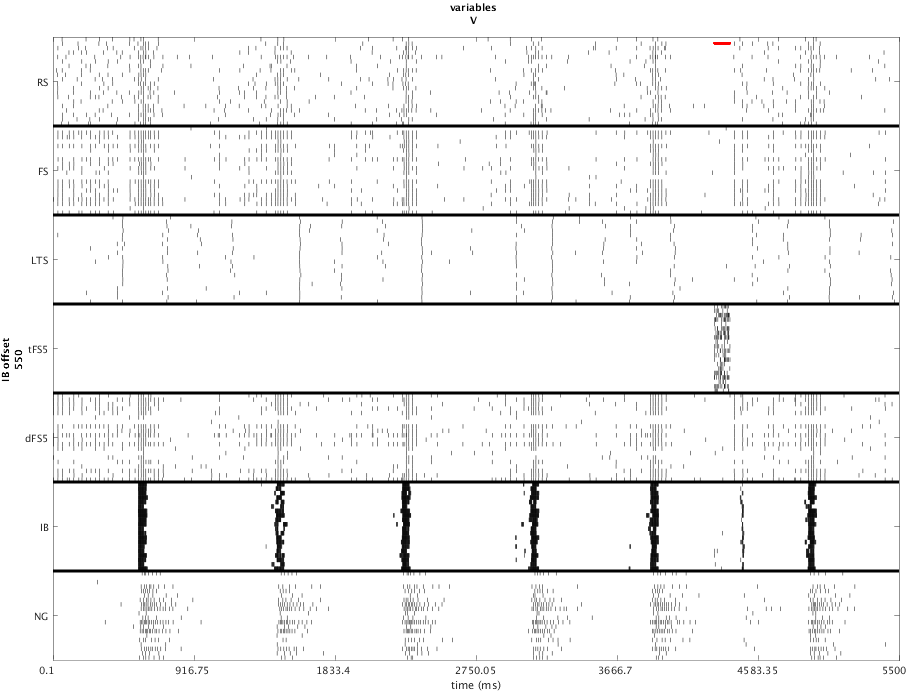 variables
V
RS
FS
LTS
tFS5
dFS5
IB
NG
IB offset
550
0.1
916.75
1833.4
2750.05
3666.7
4583.35
5500
time (ms)